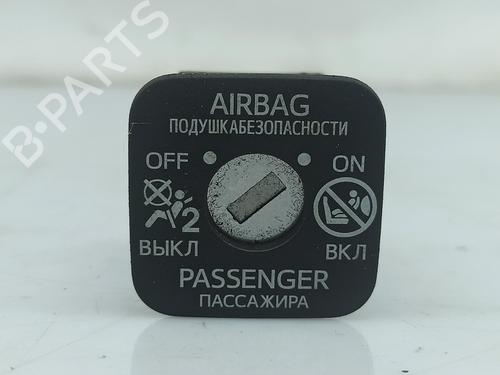 B-PARTS
AIRBAG
ПОДУШКАБЕЗОПАСНОСТИ
OFF ON
2
ВЫКЛ ВКЛ
PASSENGER
ПАССАЖИРА